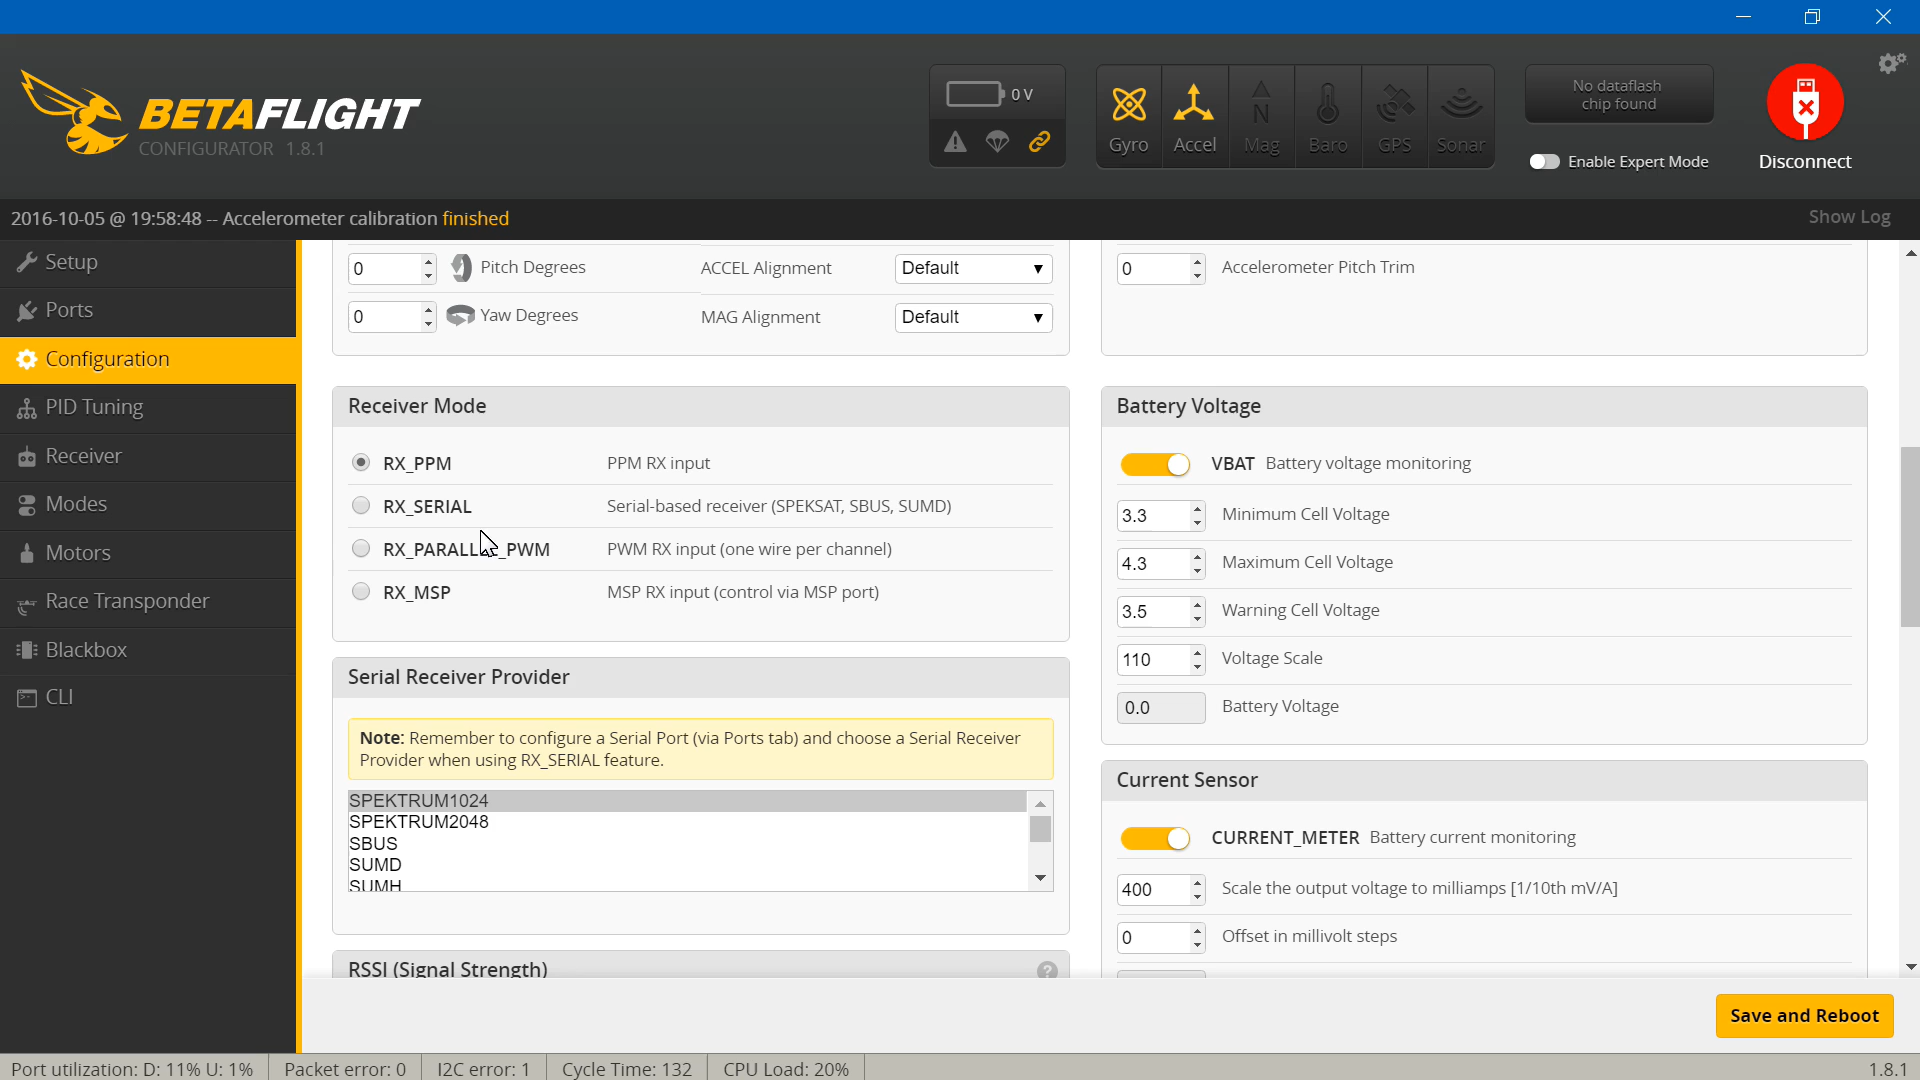 0 V
BETAFLIGHT
CONFIGURATOR 1.8.1
Gyro
Accel
Mag
Baro
GPS
Sonar
No dataflash
chip found
Enable Expert Mode
Disconnect
2016-10-05 @ 19:58:48 -- Accelerometer calibration finished
Show Log
Setup
Ports
Configuration
PID Tuning
Receiver
Modes
Motors
Race Transponder
Blackbox
CLI
0 Pitch Degrees ACCEL Alignment Default
0 Yaw Degrees MAG Alignment Default
0 Accelerometer Pitch Trim
Receiver Mode
RX_PPM PPM RX input
RX_SERIAL Serial-based receiver (SPEKSAT, SBUS, SUMD)
RX_PARALLEL_PWM PWM RX input (one wire per channel)
RX_MSP MSP RX input (control via MSP port)
Serial Receiver Provider
Note: Remember to configure a Serial Port (via Ports tab) and choose a Serial Receiver
Provider when using RX_SERIAL feature.
SPEKTRUM1024
SPEKTRUM2048
SBUS
SUMD
SUMH
RSSI (Signal Strength)
?
Battery Voltage
VBAT Battery voltage monitoring
3.3 Minimum Cell Voltage
4.3 Maximum Cell Voltage
3.5 Warning Cell Voltage
110 Voltage Scale
0.0 Battery Voltage
Current Sensor
CURRENT_METER Battery current monitoring
400 Scale the output voltage to milliamps [1/10th mV/A]
0 Offset in millivolt steps
Save and Reboot
Port utilization: D: 11% U: 1%
Packet error: 0
I2C error: 1
Cycle Time: 132
CPU Load: 20%
1.8.1